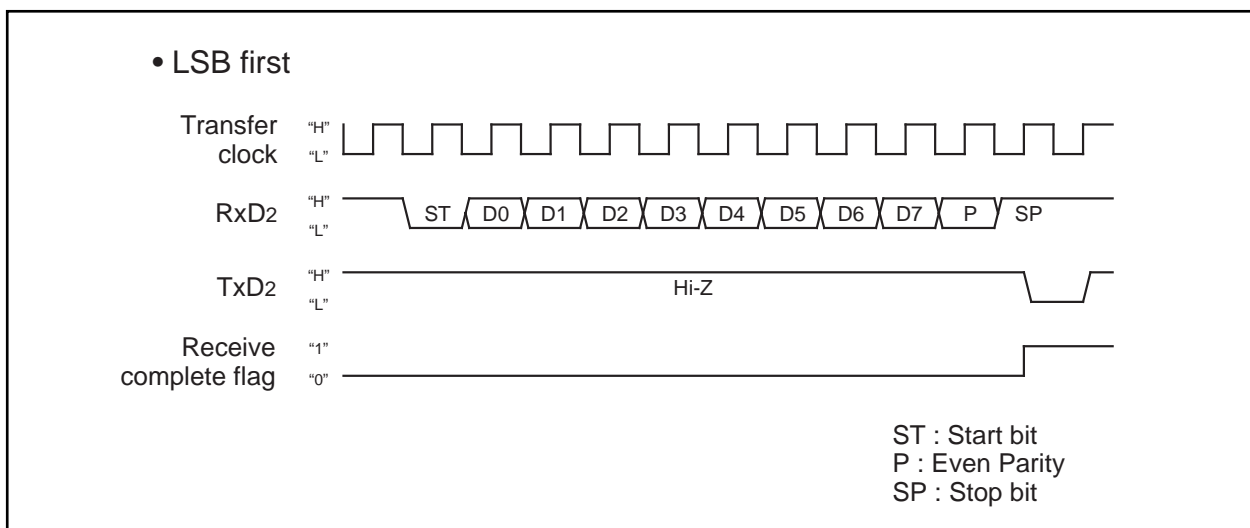 • LSB first
Transfer clock
“H”
“L”
RxD2
“H”
“L”
ST D0 D1 D2 D3 D4 D5 D6 D7 P SP
TxD2
“H”
“L”
Hi-Z
Receive complete flag
“1”
“0”
ST : Start bit
P : Even Parity
SP : Stop bit